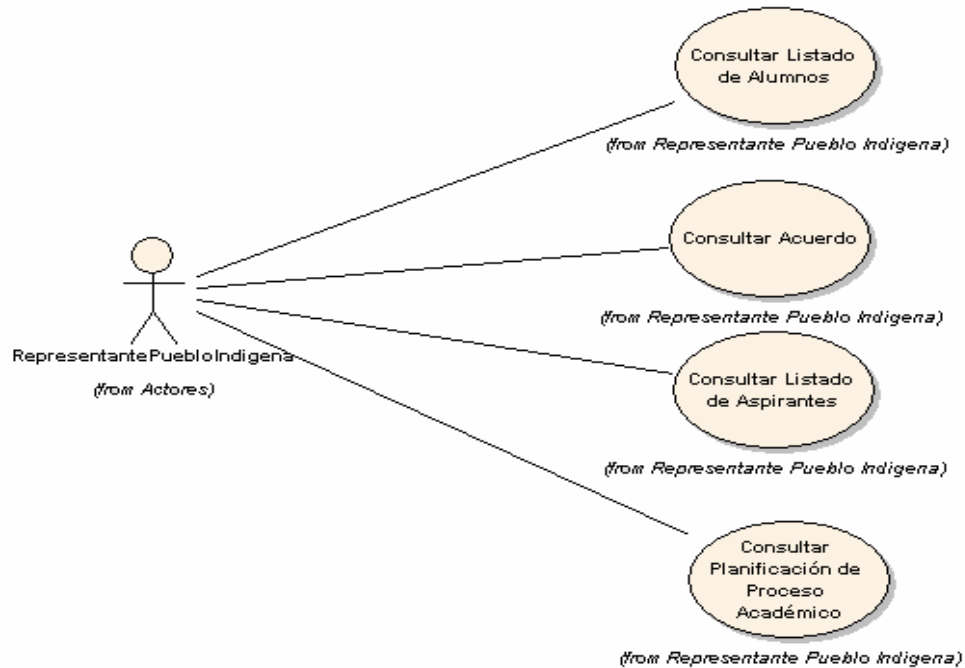 Consultar Listado
de Alumnos
(from Representante Pueblo Indigena)
Consultar Acuerdo
(from Representante Pueblo Indigena)
RepresentantePuebloIndigena
(from Actores)
Consultar Listado
de Aspirantes
(from Representante Pueblo Indigena)
Consultar
Planificación de
Proceso
Académico
(from Representante Pueblo Indigena)